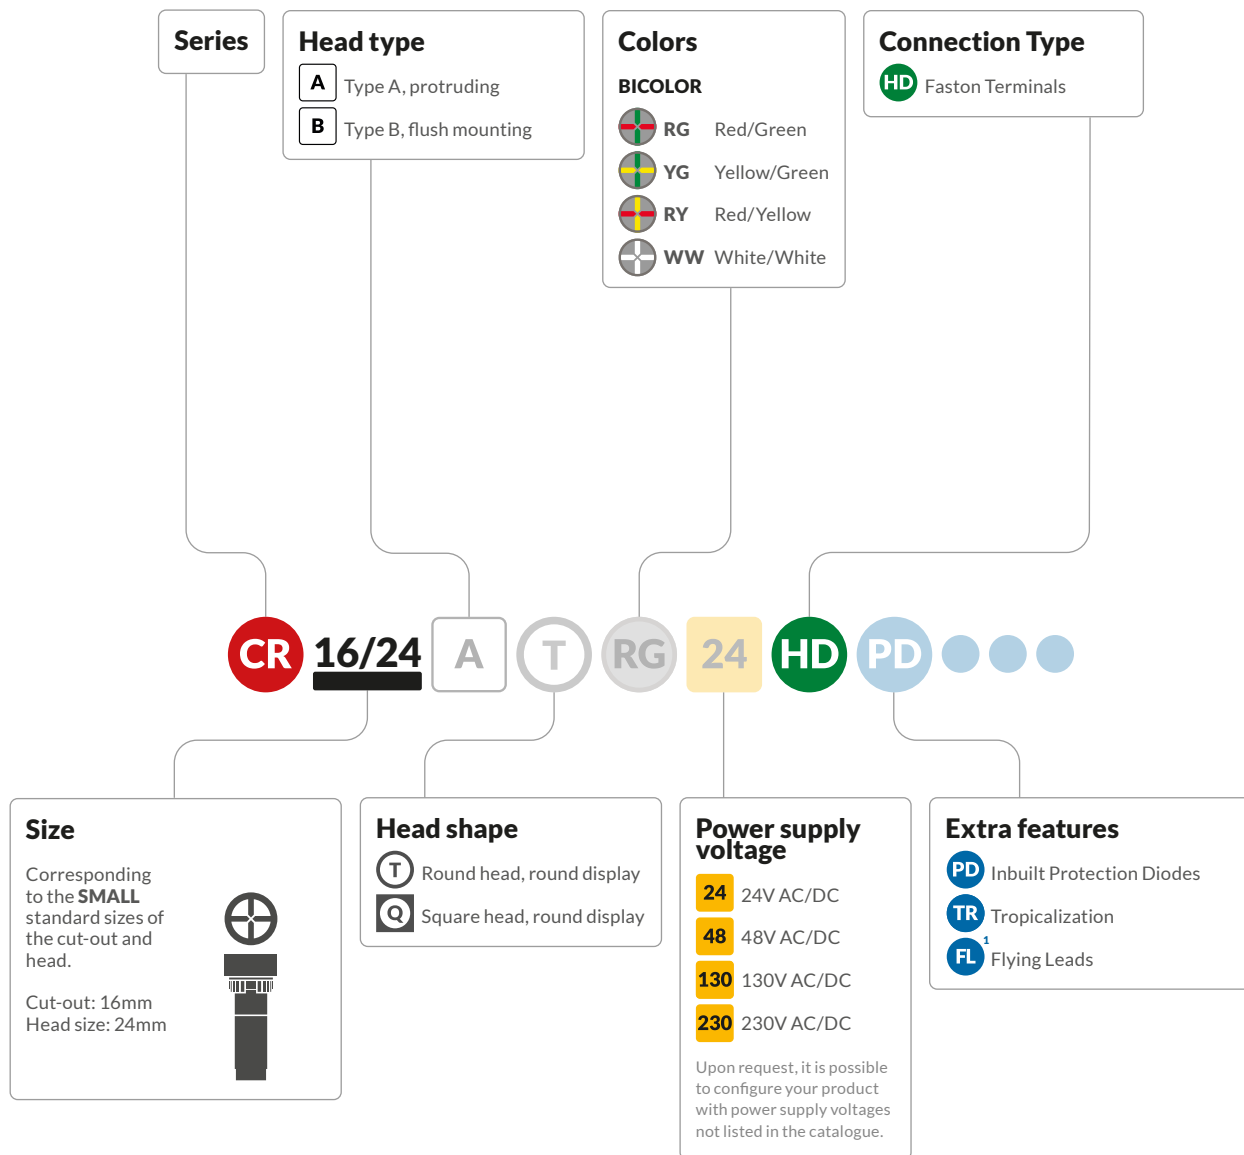 Series
Head type
A Type A, protruding
B Type B, flush mounting
Colors
BICOLOR
RG Red/Green
YG Yellow/Green
RY Red/Yellow
WW White/White
Connection Type
HD Faston Terminals
CR 16/24 A T RG 24 HD PD
Size
Corresponding
to the SMALL
standard sizes of
the cut-out and
head.
Cut-out: 16mm
Head size: 24mm
Head shape
T Round head, round display
Q Square head, round display
Power supply
voltage
24 24V AC/DC
48 48V AC/DC
130 130V AC/DC
230 230V AC/DC
Upon request, it is possible
to configure your product
with power supply voltages
not listed in the catalogue.
Extra features
PD Inbuilt Protection Diodes
TR Tropicalization
FL 1 Flying Leads